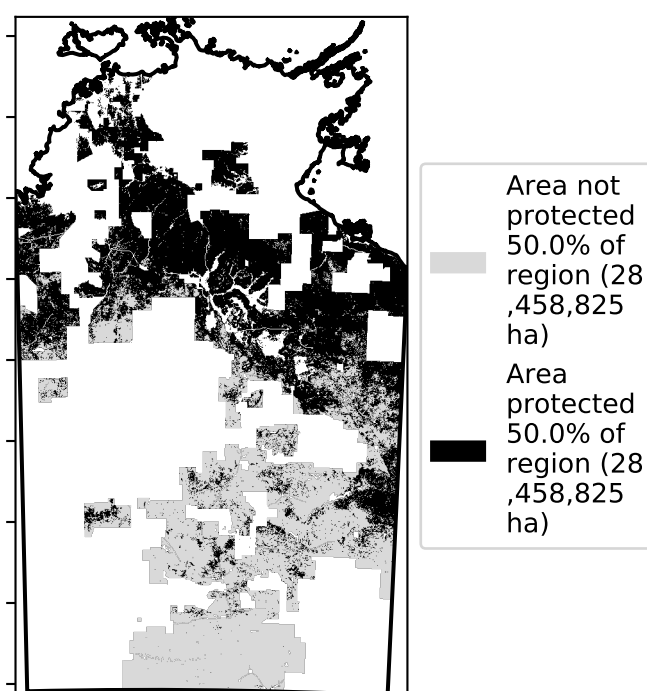 Area not
protected
50.0% of
region (28
,458,825
ha)
Area
protected
50.0% of
region (28
,458,825
ha)